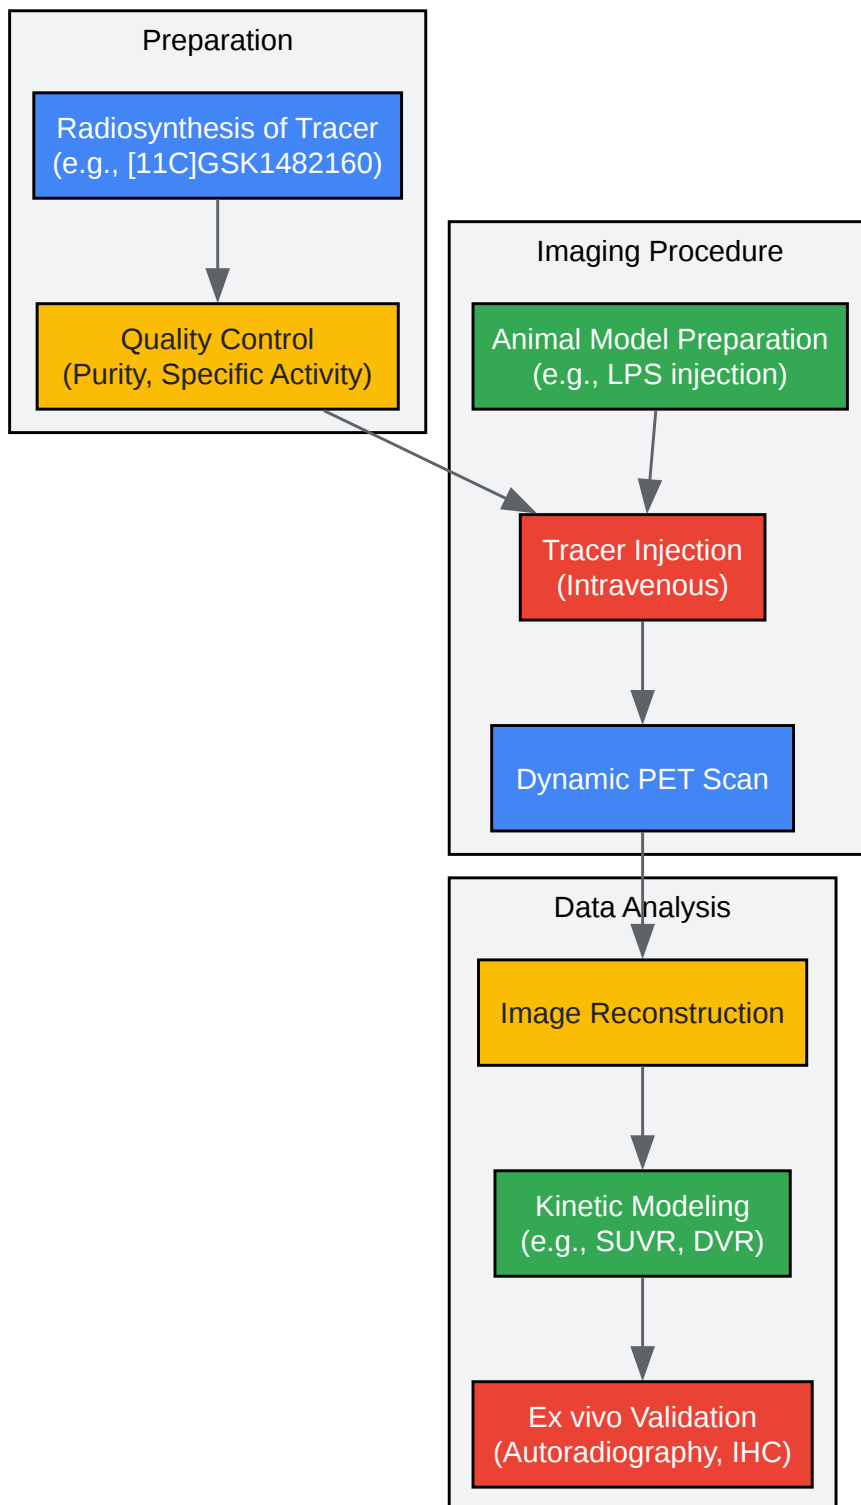 Preparation
Radiosynthesis of Tracer
(e.g., [11C]GSK1482160)
Quality Control
(Purity, Specific Activity)
Imaging Procedure
Animal Model Preparation
(e.g., LPS injection)
Tracer Injection
(Intravenous)
Dynamic PET Scan
Data Analysis
Image Reconstruction
Kinetic Modeling
(e.g., SUVR, DVR)
Ex vivo Validation
(Autoradiography, IHC)